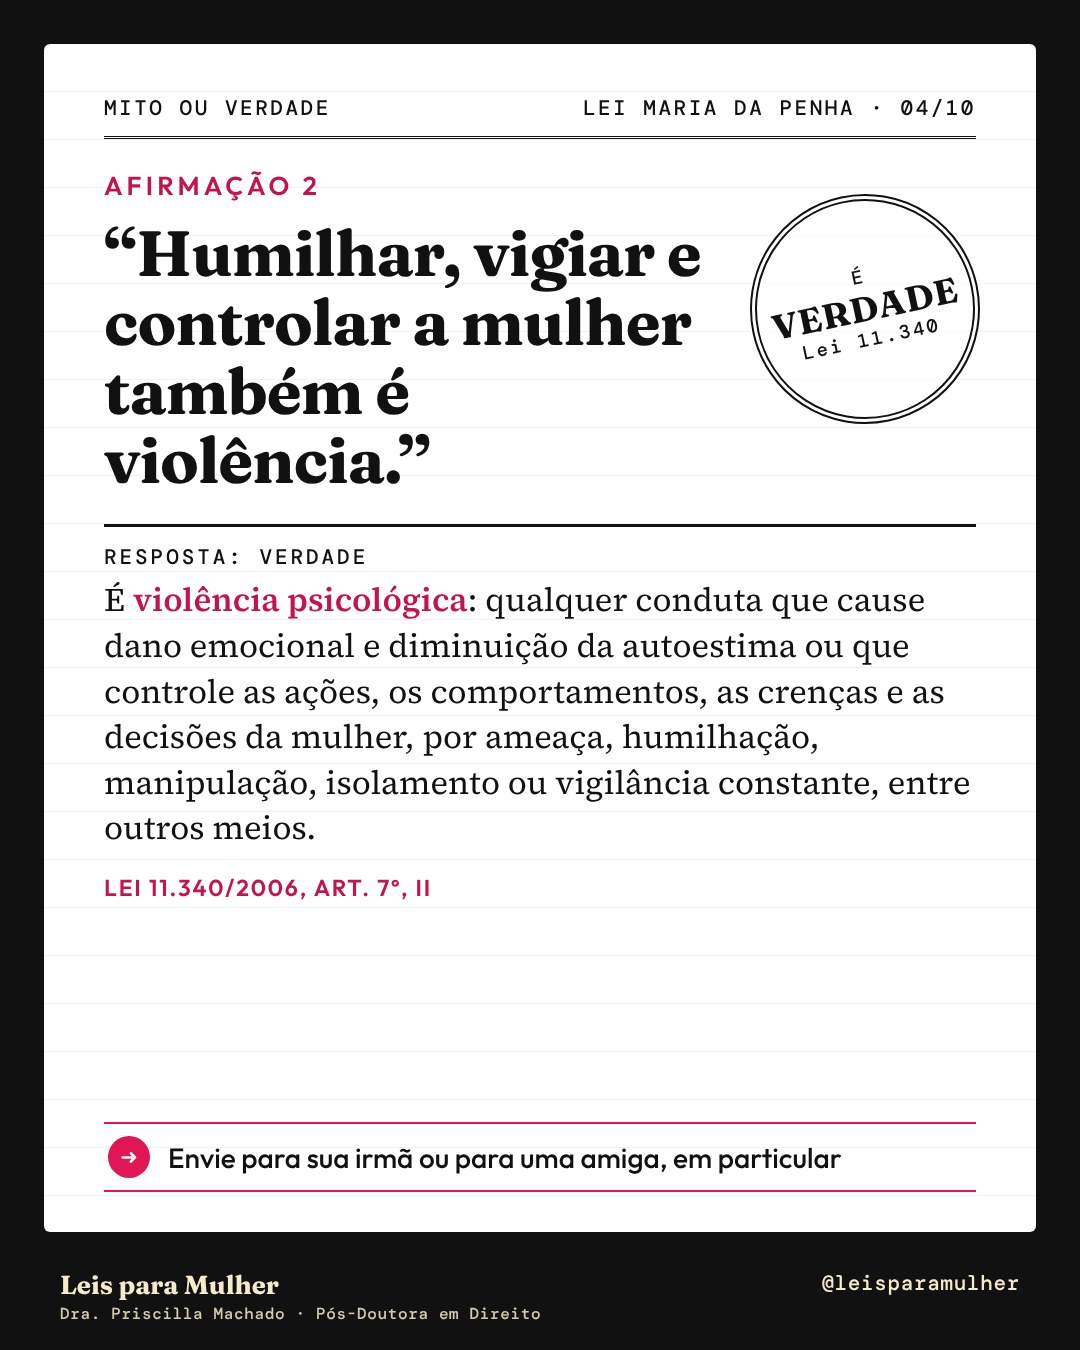 MITO OU VERDADE
LEI MARIA DA PENHA · 04/10
AFIRMAÇÃO 2
“Humilhar, vigiar e
controlar a mulher
também é
violência.”
É
VERDADE
Lei 11.340
RESPOSTA: VERDADE
É violência psicológica: qualquer conduta que cause
dano emocional e diminuição da autoestima ou que
controle as ações, os comportamentos, as crenças e as
decisões da mulher, por ameaça, humilhação,
manipulação, isolamento ou vigilância constante, entre
outros meios.
LEI 11.340/2006, ART. 7º, II
Envie para sua irmã ou para uma amiga, em particular
Leis para Mulher
Dra. Priscilla Machado · Pós-Doutora em Direito
@leisparamulher